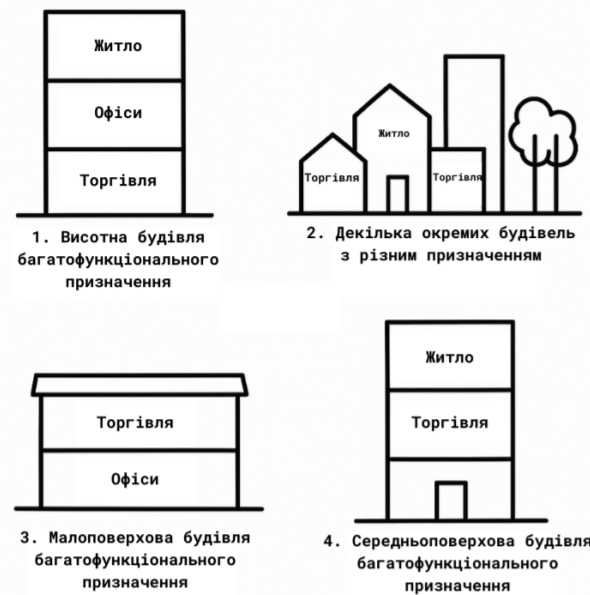 Житло
Офіси
Торгівля
1. Висотна будівля
багатофункціонального
призначення
Житло
Торгівля
Торгівля
2. Декілька окремих будівель
з різним призначенням
Торгівля
Офіси
3. Малоповерхова будівля
багатофункціонального
призначення
Житло
Торгівля
4. Середньоповерхова будівля
багатофункціонального
призначення